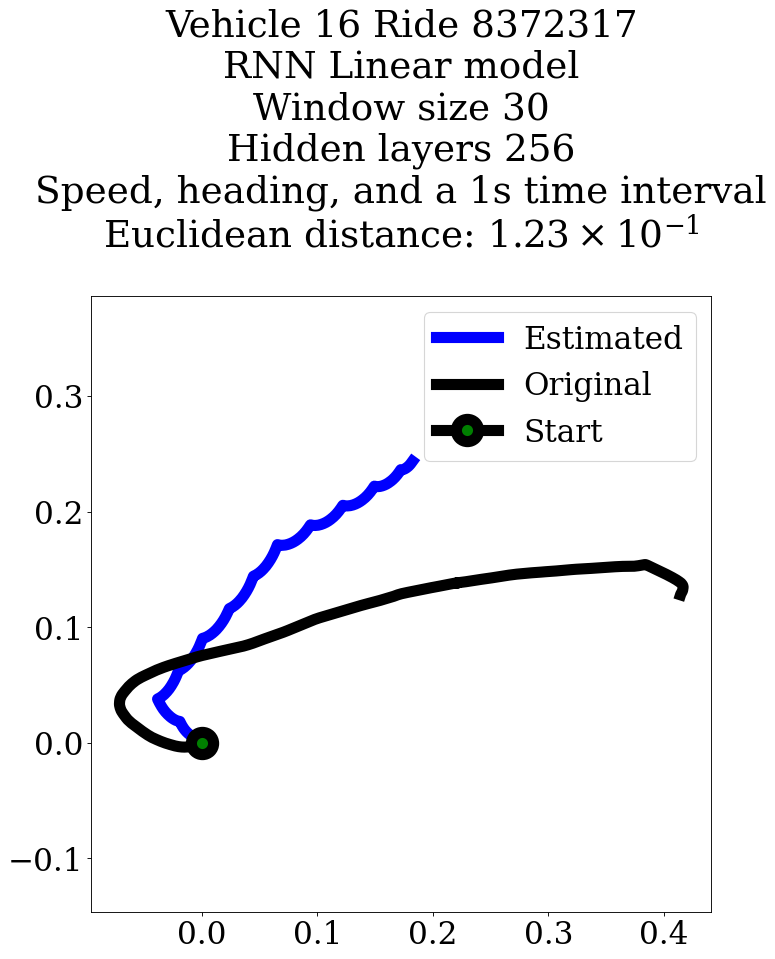 Vehicle 16 Ride 8372317
RNN Linear model
Window size 30
Hidden layers 256
Speed, heading, and a 1s time interval
Euclidean distance: 1.23 × 10⁻¹
Estimated
Original
Start
0.3
0.2
0.1
0.0
−0.1
0.0 0.1 0.2 0.3 0.4